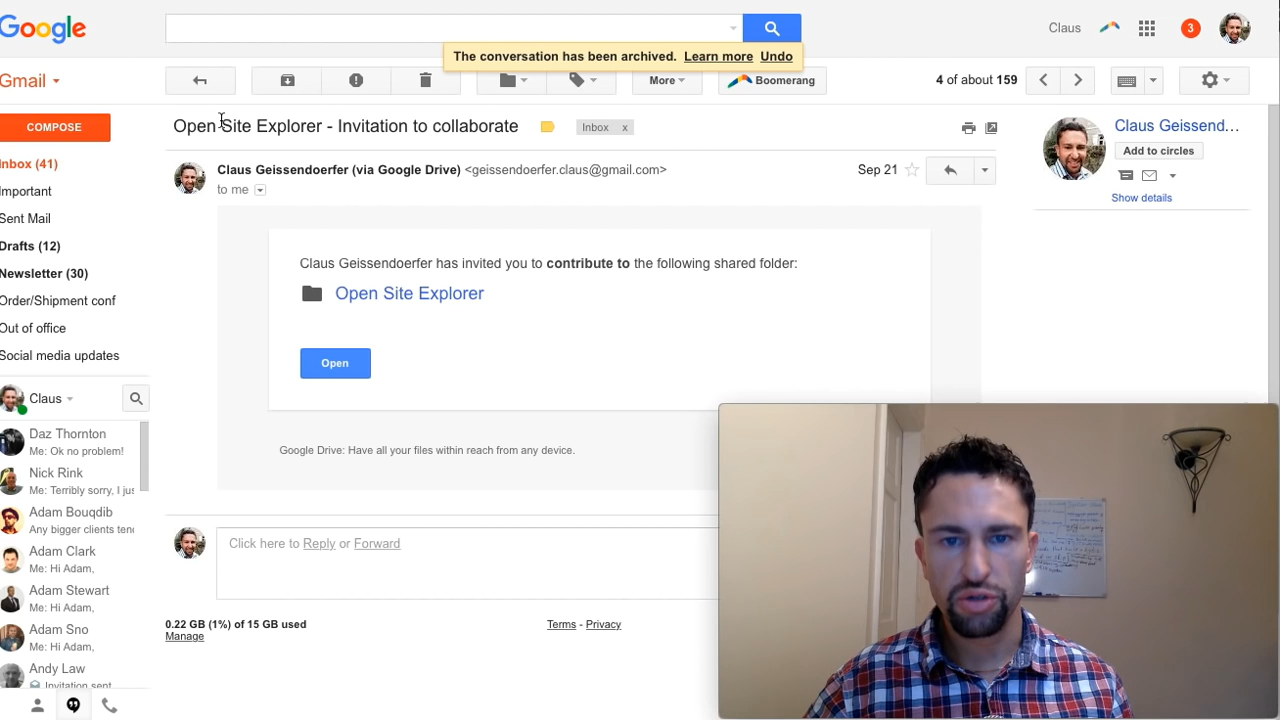 Google
Claus
3
The conversation has been archived. Learn more Undo
Gmail
More
Boomerang
4 of about 159
COMPOSE
Open Site Explorer - Invitation to collaborate
Inbox x
Claus Geissend...
Add to circles
Show details
Inbox (41)
Important
Sent Mail
Drafts (12)
Newsletter (30)
Order/Shipment conf
Out of office
Social media updates
Claus Geissendoerfer (via Google Drive) <geissendoerfer.claus@gmail.com>
Sep 21
to me
Claus Geissendoerfer has invited you to contribute to the following shared folder:
Open Site Explorer
Open
Google Drive: Have all your files within reach from any device.
Claus
Daz Thornton
Me: Ok no problem!
Nick Rink
Me: Terribly sorry, I jus
Adam Bouqdib
Any bigger clients tend
Adam Clark
Me: Hi Adam,
Adam Stewart
Me: Hi Adam,
Adam Sno
Me: Hi Adam,
Andy Law
Invitation sent
Click here to Reply or Forward
0.22 GB (1%) of 15 GB used
Manage
Terms - Privacy